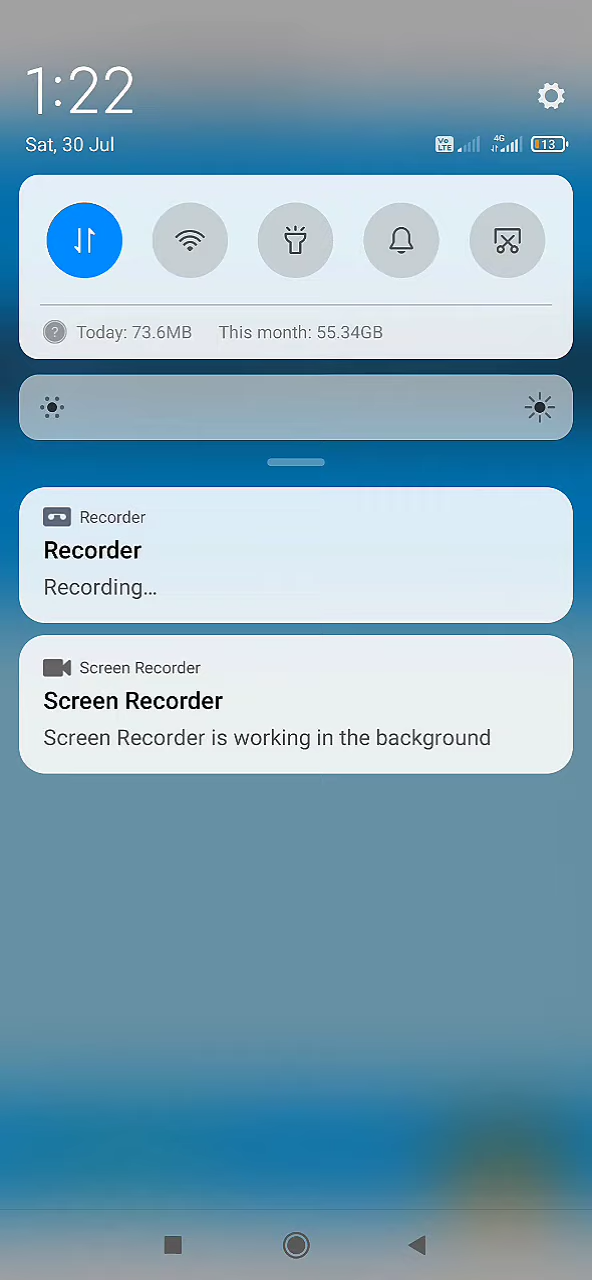 1:22
Sat, 30 Jul
Vo LTE 4G 13
Today: 73.6MB This month: 55.34GB
Recorder
Recorder
Recording...
Screen Recorder
Screen Recorder
Screen Recorder is working in the background